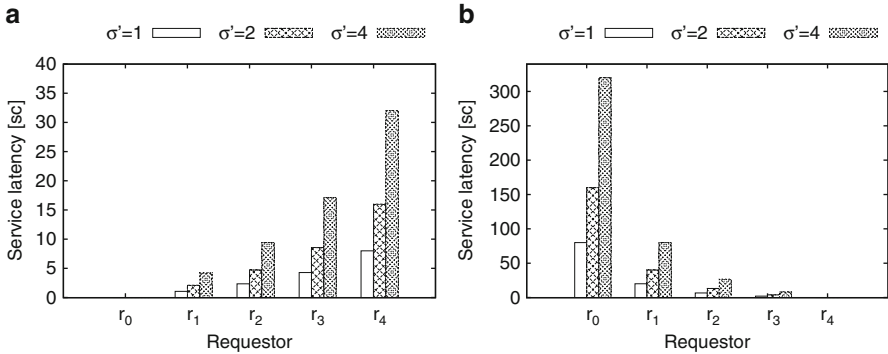 a
σ'=1 σ'=2 σ'=4
40
35
30
25
20
15
10
5
0
Service latency [sc]
r₀ r₁ r₂ r₃ r₄
Requestor
b
σ'=1 σ'=2 σ'=4
300
250
200
150
100
50
0
Service latency [sc]
r₀ r₁ r₂ r₃ r₄
Requestor